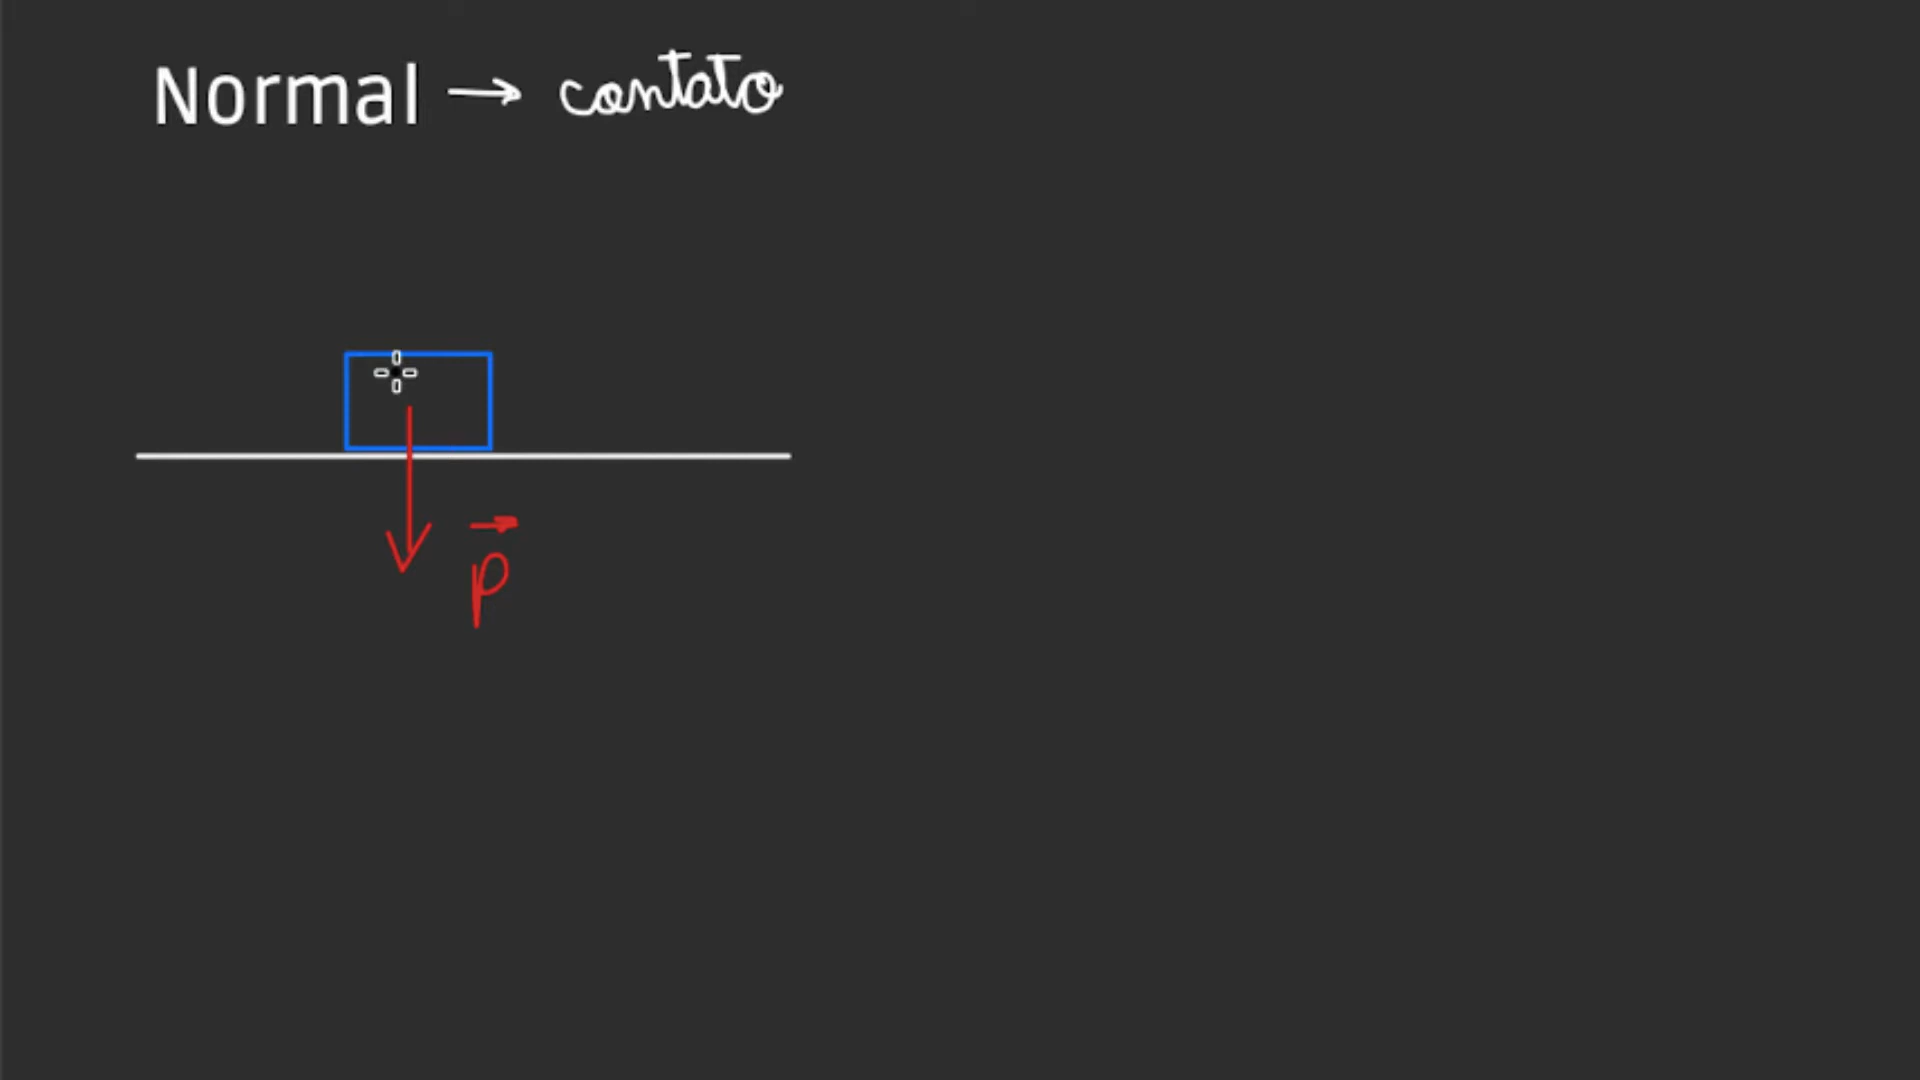 Normal → contato
p⃗